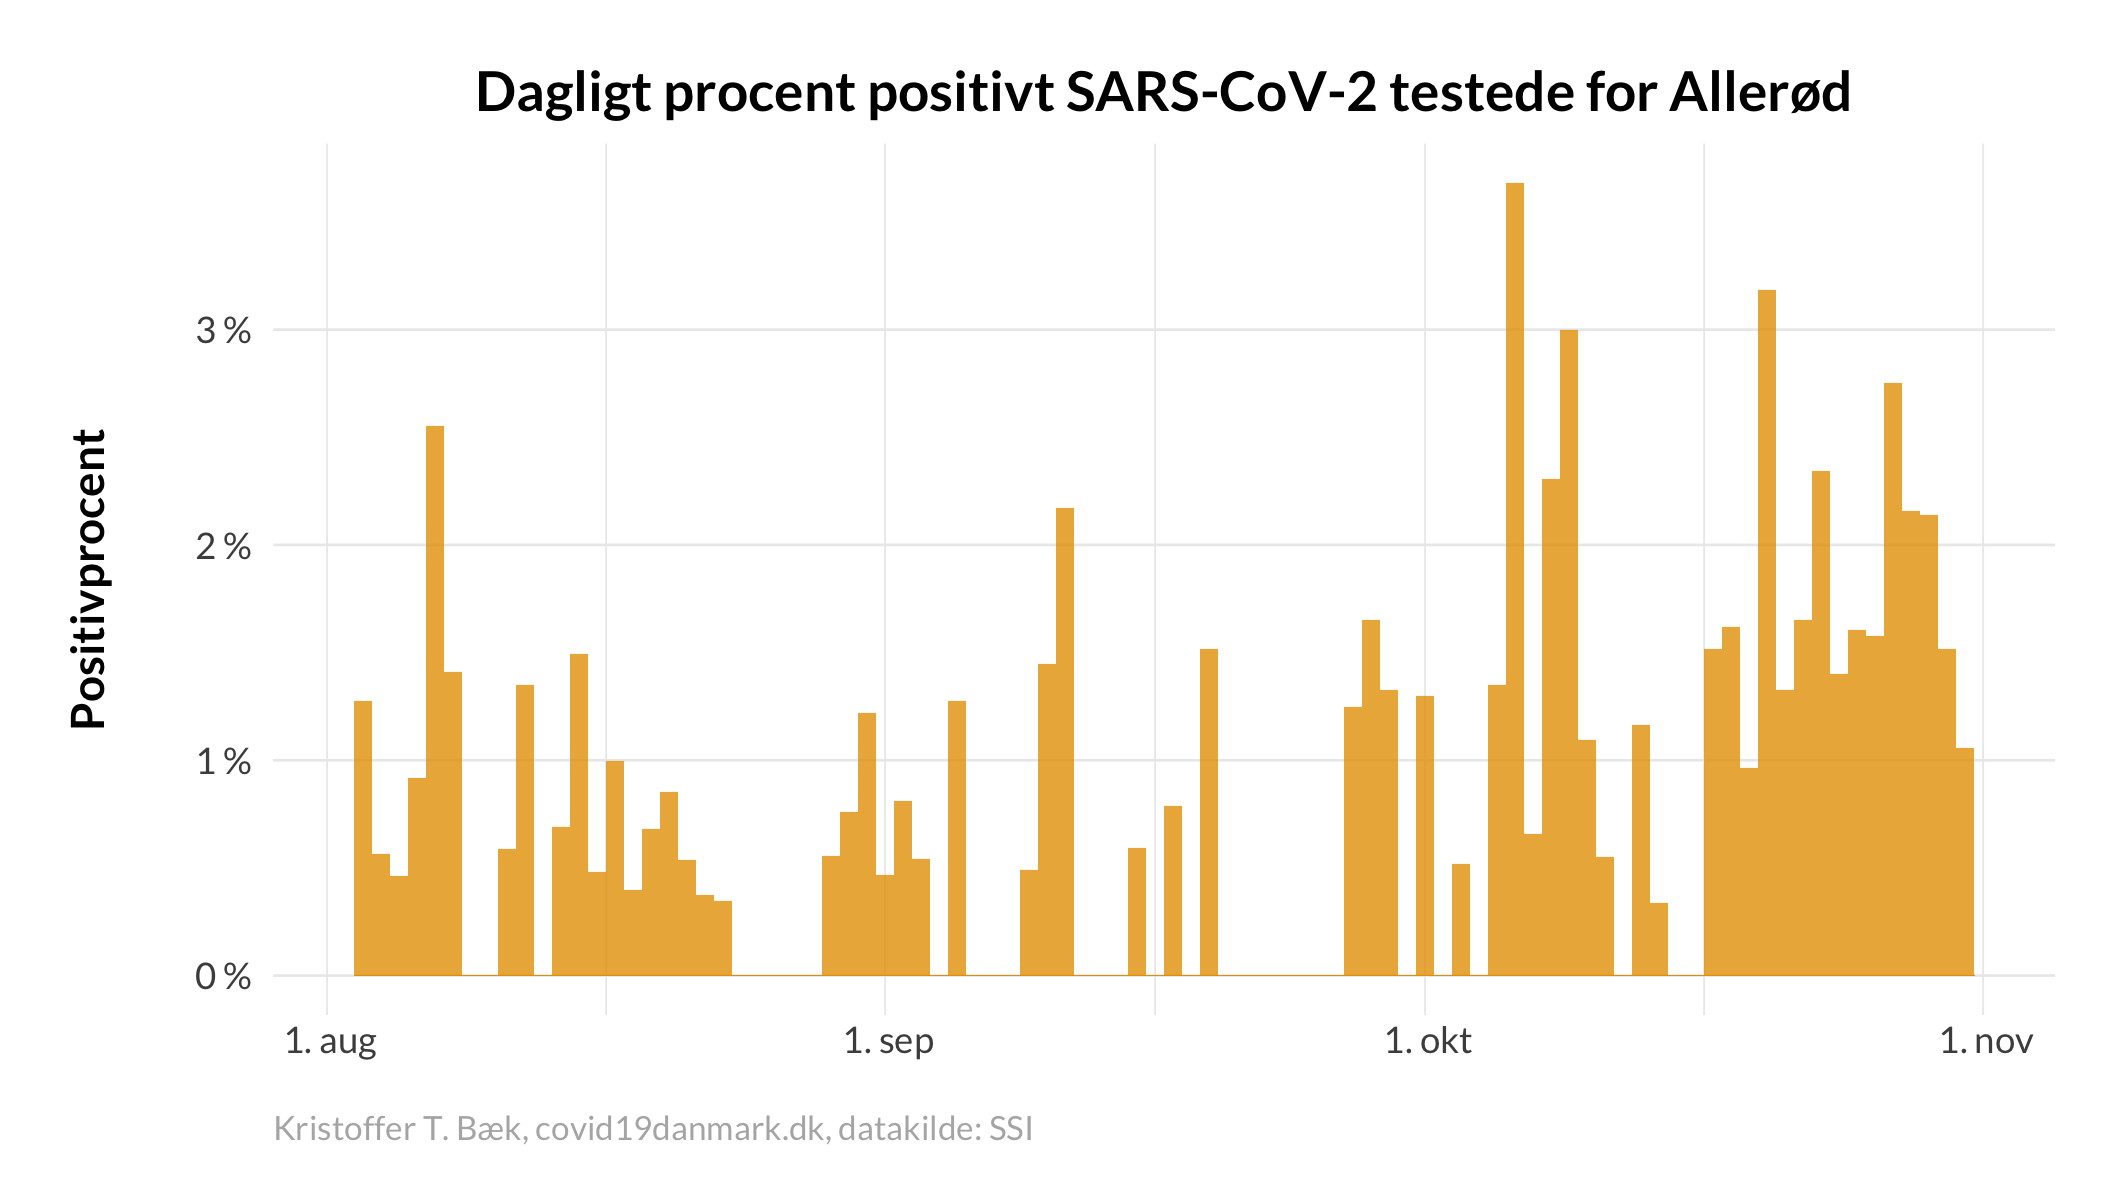 Dagligt procent positivt SARS-CoV-2 testede for Allerød
Positivprocent
3 %
2 %
1 %
0 %
1. aug
1. sep
1. okt
1. nov
Kristoffer T. Bæk, covid19danmark.dk, datakilde: SSI